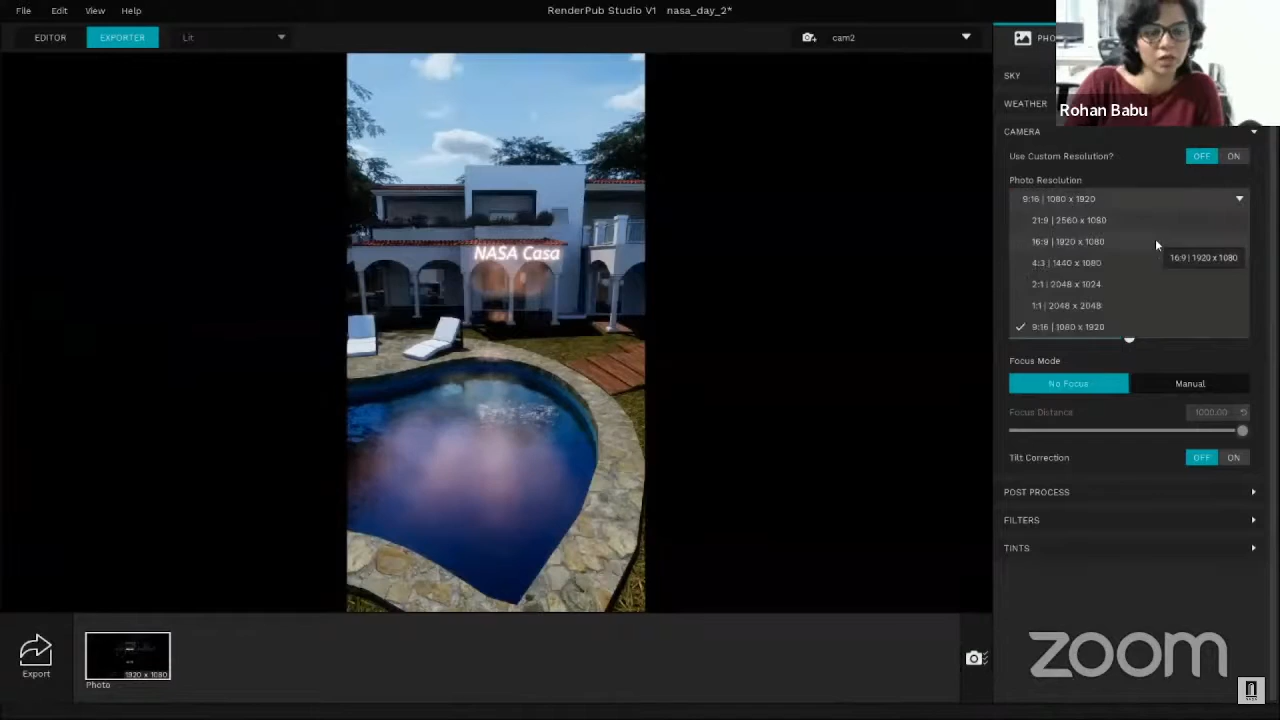 File Edit View Help
RenderPub Studio V1 nasa_day_2*
EDITOR EXPORTER Lit
cam2
PHO
SKY
WEATHER
Rohan Babu
CAMERA
Use Custom Resolution? OFF ON
Photo Resolution
9:16 | 1080 x 1920
21:9 | 2560 x 1080
16:9 | 1920 x 1080
16:9 | 1920 x 1080
4:3 | 1440 x 1080
2:1 | 2048 x 1024
1:1 | 2048 x 2048
9:16 | 1080 x 1920
Focus Mode
No Focus Manual
Focus Distance 1000.00
Tilt Correction OFF ON
POST PROCESS
FILTERS
TINTS
NASA Casa
Export
1920 x 1080
Photo
zoom